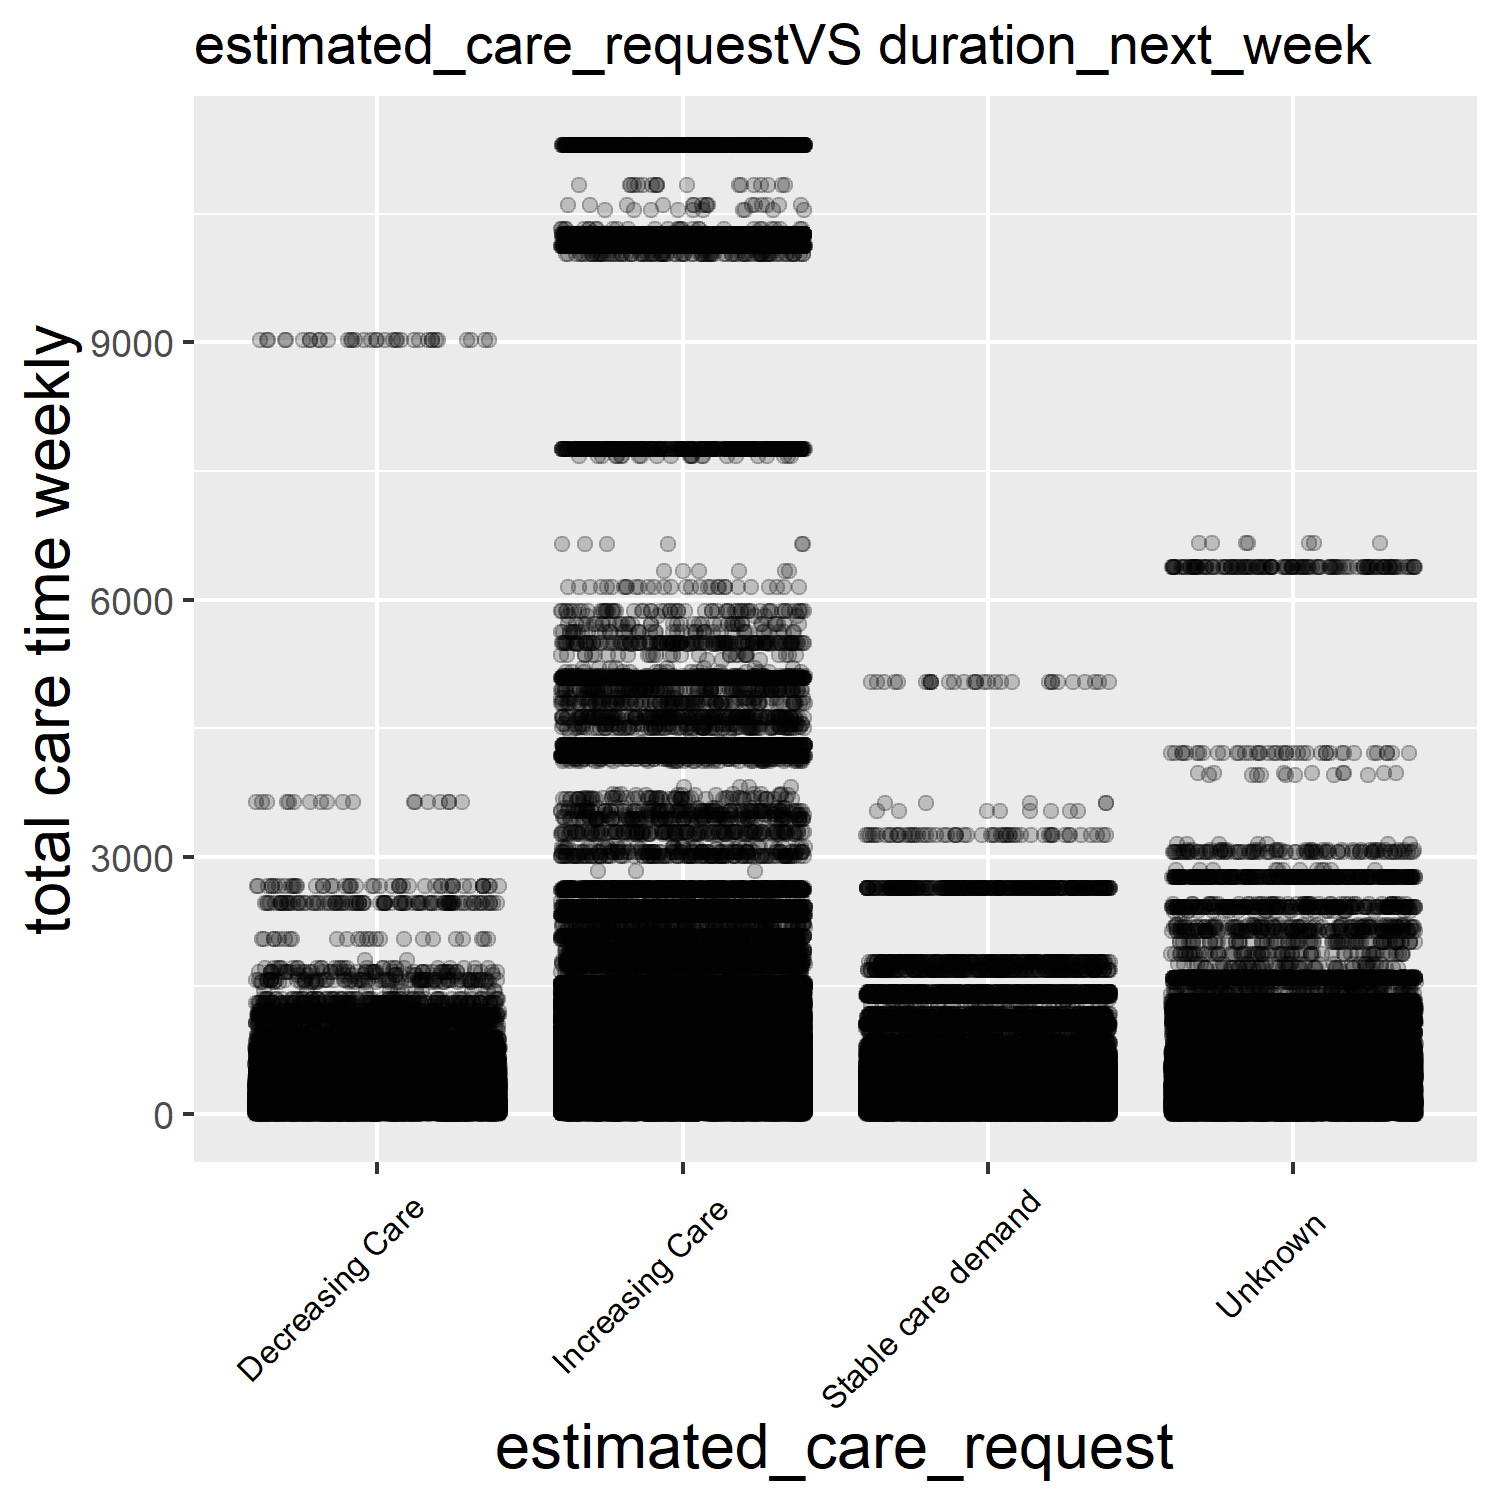 estimated_care_requestVS duration_next_week
total care time weekly
9000
6000
3000
0
Decreasing Care
Increasing Care
Stable care demand
Unknown
estimated_care_request